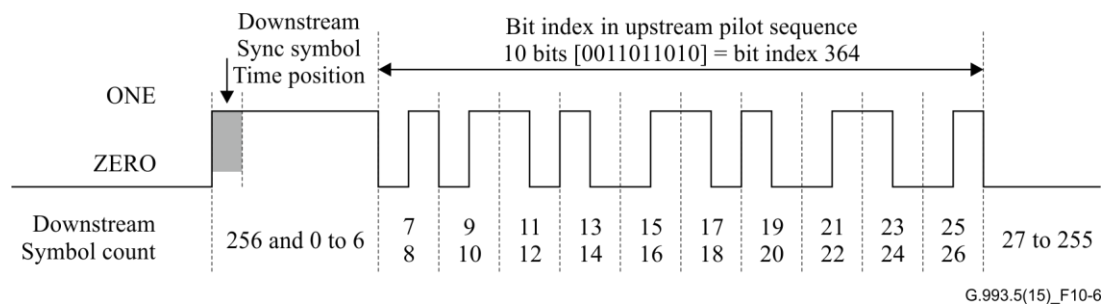 Downstream
Sync symbol
Time position
Bit index in upstream pilot sequence
10 bits [0011011010] = bit index 364
ONE
ZERO
Downstream
Symbol count
256 and 0 to 6
7 9 11 13 15 17 19 21 23 25
8 10 12 14 16 18 20 22 24 26
27 to 255
G.993.5(15)_F10-6